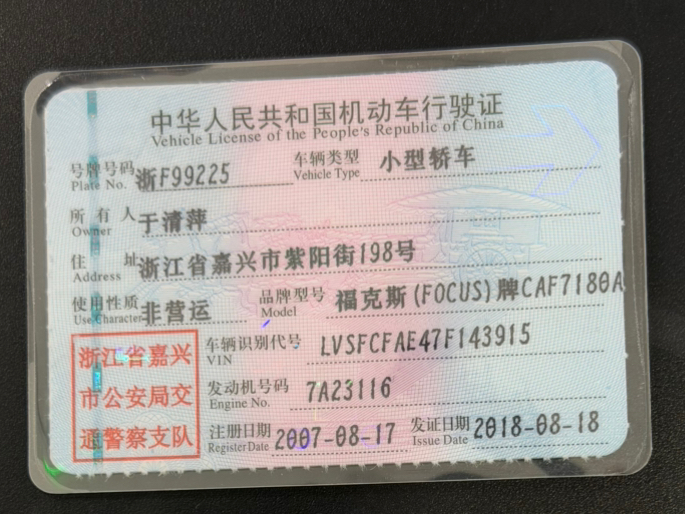 中华人民共和国机动车行驶证
Vehicle License of the People's Republic of China
号牌号码 浙F99225 车辆类型 小型轿车
Plate No. Vehicle Type
所有人 于清萍
Owner
住址 浙江省嘉兴市紫阳街198号
Address
使用性质 非营运 品牌型号 福克斯(FOCUS)牌CAF7180A
Use Character Model
浙江省嘉兴
市公安局交
通警察支队
车辆识别代号 LVSFCFAE47F143915
VIN
发动机号码 7A23116
Engine No.
注册日期 2007-08-17 发证日期 2018-08-18
Register Date Issue Date